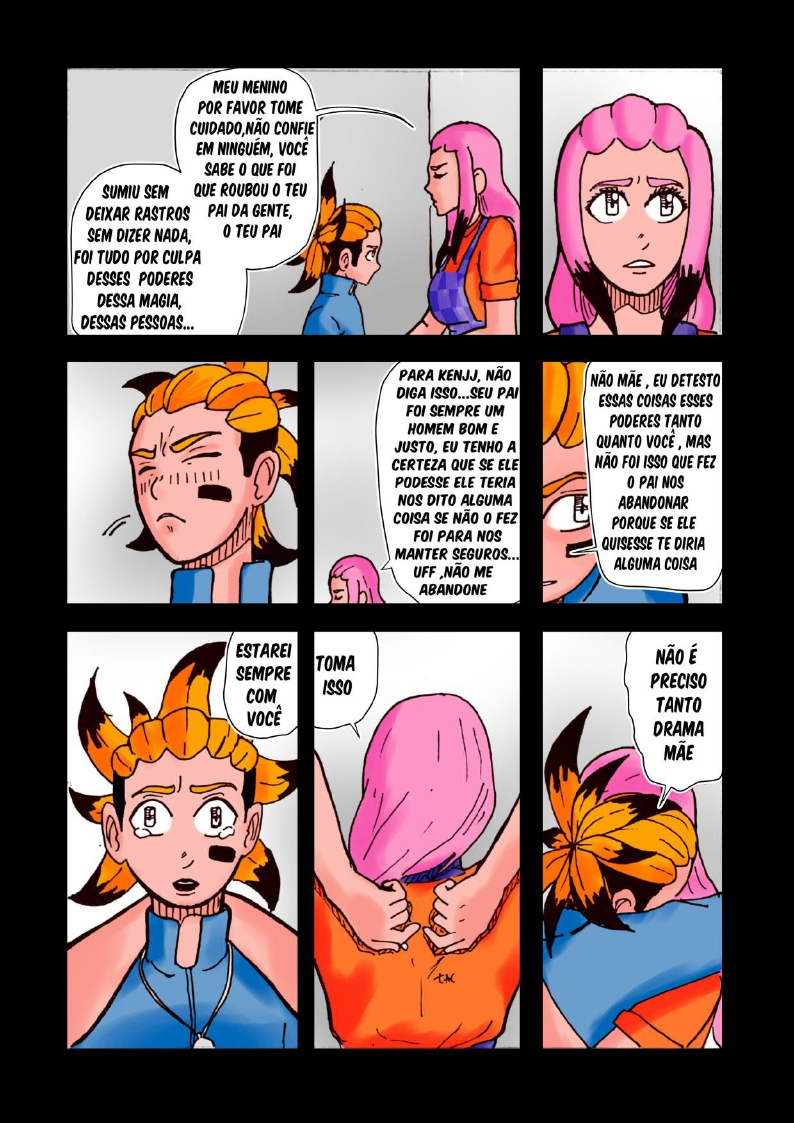 MEU MENINO
POR FAVOR TOME
CUIDADO,NÃO CONFIE
EM NINGUÉM, VOCÊ
SABE O QUE FOI
QUE ROUBOU O TEU
PAI DA GENTE,
O TEU PAI
SUMIU SEM
DEIXAR RASTROS
SEM DIZER NADA,
FOI TUDO POR CULPA
DESSES PODERES
DESSA MAGIA,
DESSAS PESSOAS...
NÃO MÃE , EU DETESTO
ESSAS COISAS ESSES
PODERES TANTO
QUANTO VOCÊ , MAS
NÃO FOI ISSO QUE FEZ
O PAI NOS
ABANDONAR
PORQUE SE ELE
QUISESSE TE DIRIA
ALGUMA COISA
PARA KENJJ, NÃO
DIGA ISSO...SEU PAI
FOI SEMPRE UM
HOMEM BOM E
JUSTO, EU TENHO A
CERTEZA QUE SE ELE
PODESSE ELE TERIA
NOS DITO ALGUMA
COISA SE NÃO O FEZ
FOI PARA NOS
MANTER SEGUROS...
UFF ,NÃO ME
ABANDONE
NÃO É
PRECISO
TANTO
DRAMA
MÃE
TOMA
ISSO
ESTAREI
SEMPRE
COM
VOCÊ